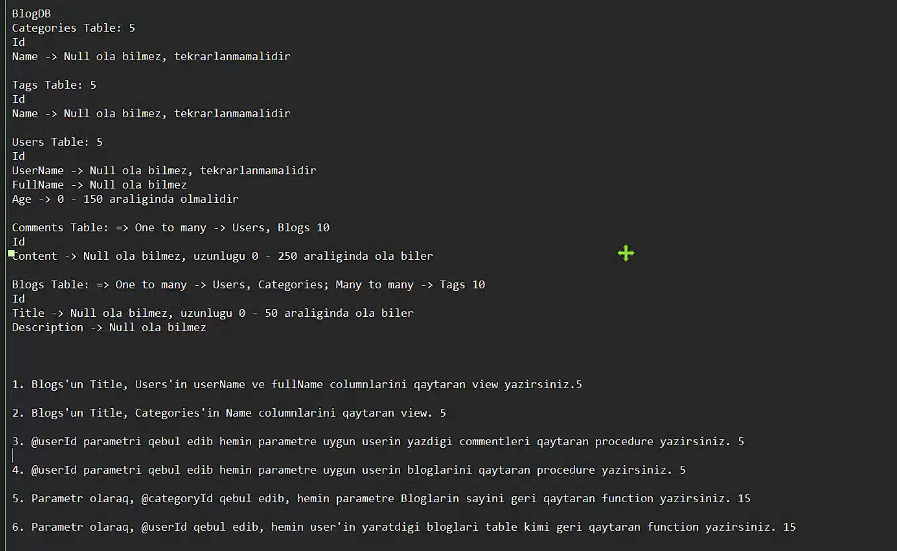 BlogDB
Categories Table: 5
Id
Name -> Null ola bilmez, tekrarlanmamalidir
Tags Table: 5
Id
Name -> Null ola bilmez, tekrarlanmamalidir
Users Table: 5
Id
UserName -> Null ola bilmez, tekrarlanmamalidir
FullName -> Null ola bilmez
Age -> 0 - 150 araliginda olmalidir
Comments Table: => One to many -> Users, Blogs 10
Id
Content -> Null ola bilmez, uzunlugu 0 - 250 araliginda ola biler
Blogs Table: => One to many -> Users, Categories; Many to many -> Tags 10
Id
Title -> Null ola bilmez, uzunlugu 0 - 50 araliginda ola biler
Description -> Null ola bilmez
1. Blogs'un Title, Users'in userName ve fullName columnlarini qaytaran view yazirsiniz.5
2. Blogs'un Title, Categories'in Name columnlarini qaytaran view. 5
3. @userId parametri qebul edib hemin parametre uygun userin yazdigi commentleri qaytaran procedure yazirsiniz. 5
4. @userId parametri qebul edib hemin parametre uygun userin bloglarini qaytaran procedure yazirsiniz. 5
5. Parametr olaraq, @categoryId qebul edib, hemin parametre Bloglarin sayini geri qaytaran function yazirsiniz. 15
6. Parametr olaraq, @userId qebul edib, hemin user'in yaratdigi bloglari table kimi geri qaytaran function yazirsiniz. 15